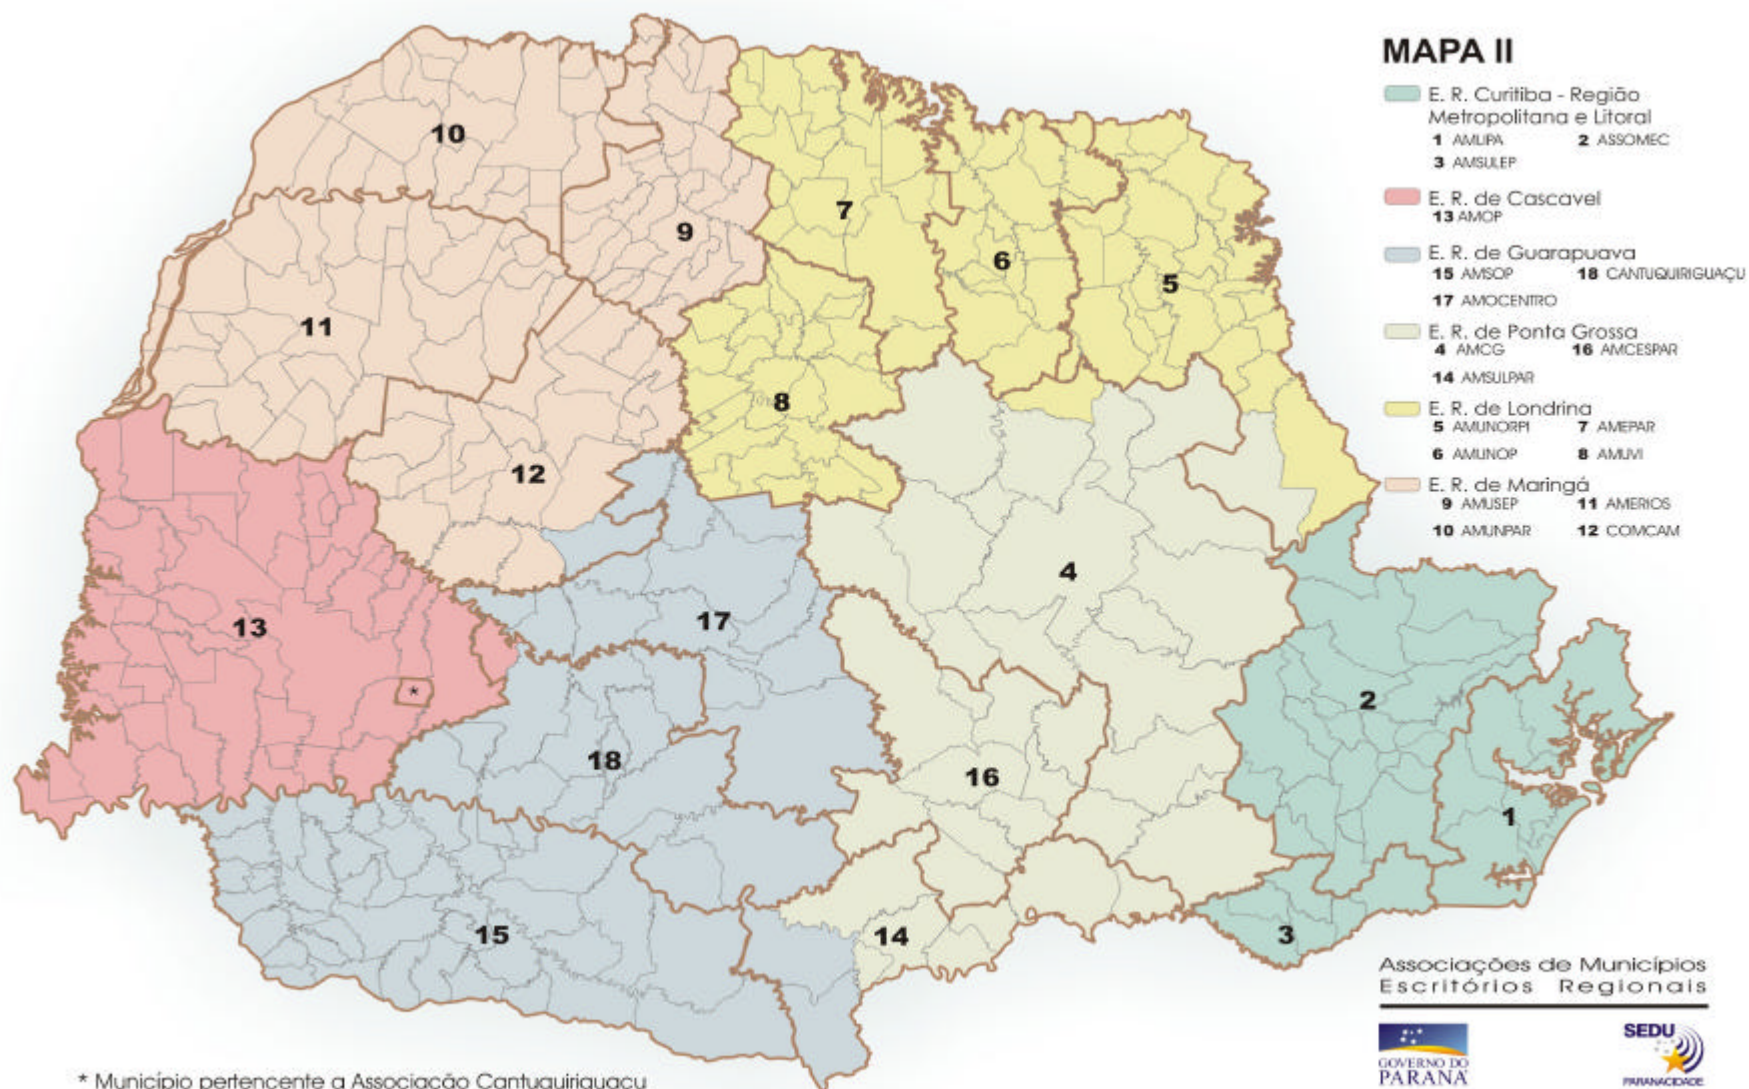 MAPA II
E. R. Curitiba - Região
Metropolitana e Litoral
1 AMLIPA 2 ASSOMEC
3 AMSULEP
E. R. de Cascavel
13 AMOP
E. R. de Guarapuava
15 AMSOP 18 CANTUQUIRIGUAÇU
17 AMOCENTRO
E. R. de Ponta Grossa
4 AMCG 16 AMCESPAR
14 AMSULPAR
E. R. de Londrina
5 AMUNORPI 7 AMEPAR
6 AMUNOP 8 AMUVI
E. R. de Maringá
9 AMUSEP 11 AMERIOS
10 AMUNPAR 12 COMCAM
10
9
7
6
5
11
8
12
4
13
17
*
2
18
16
1
15
14
3
Associações de Municípios
Escritórios Regionais
GOVERNO DO
PARANÁ
SEDU
PARANACIDADE
* Município pertencente a Associação Cantuquiriguaçu